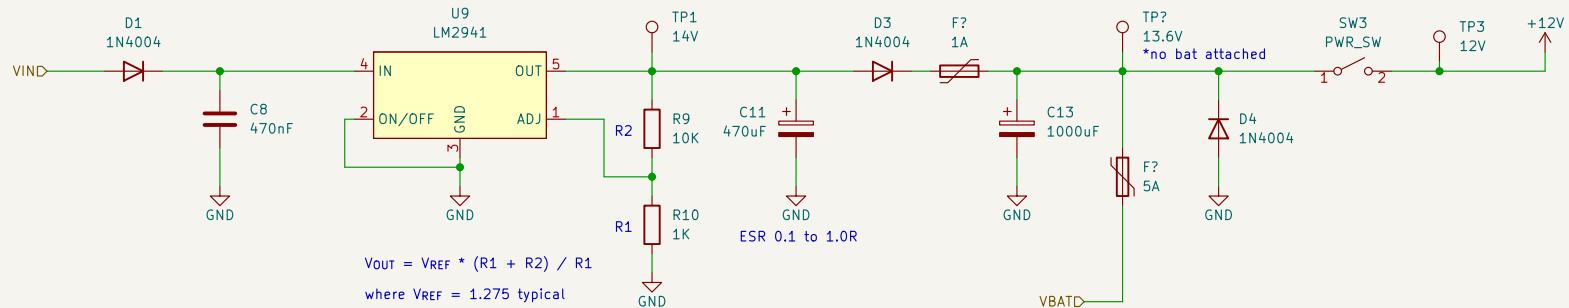 VIN
D1
1N4004
C8
470nF
GND
U9
LM2941
4
IN
OUT
5
2
ON/OFF
GND
ADJ
1
3
GND
TP1
14V
R2
R9
10K
R1
R10
1K
GND
VOUT = VREF * (R1 + R2) / R1
where VREF = 1.275 typical
C11
470uF
+
GND
ESR 0.1 to 1.0R
D3
1N4004
F?
1A
+
C13
1000uF
GND
TP?
13.6V
*no bat attached
F?
5A
VBAT
D4
1N4004
GND
SW3
PWR_SW
1
2
TP3
12V
+12V